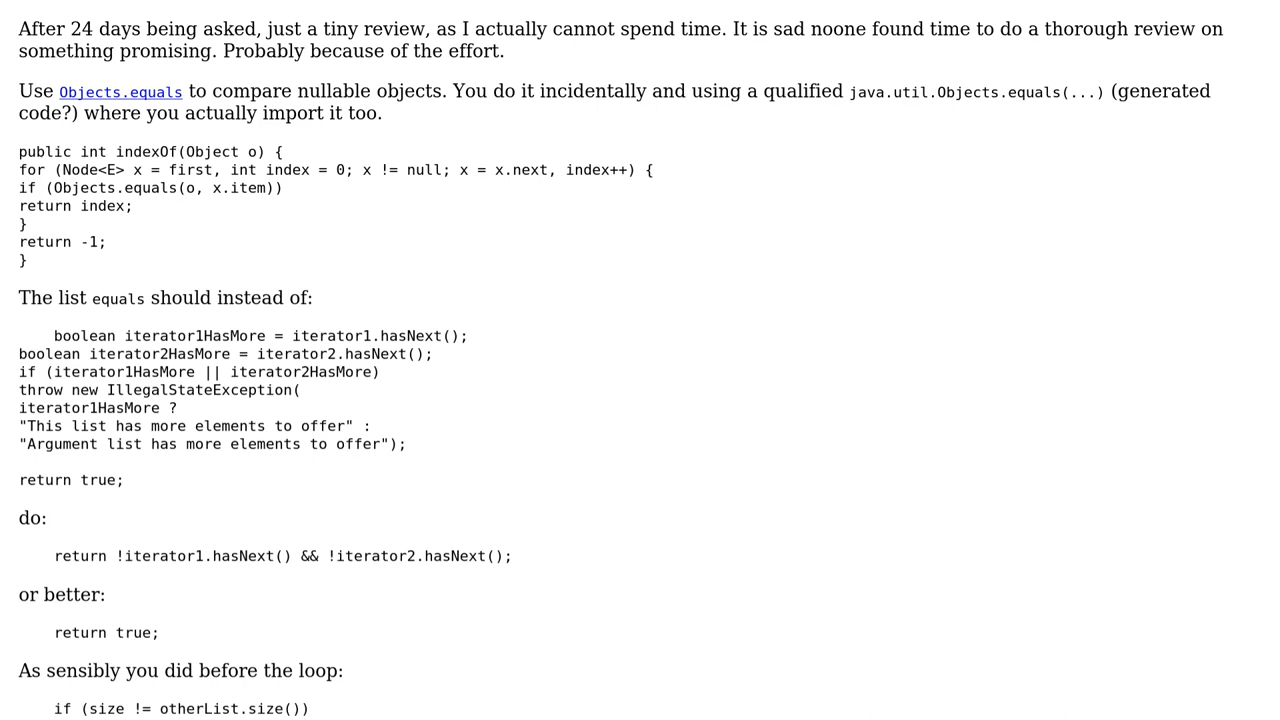 After 24 days being asked, just a tiny review, as I actually cannot spend time. It is sad noone found time to do a thorough review on
something promising. Probably because of the effort.
Use Objects.equals to compare nullable objects. You do it incidentally and using a qualified java.util.Objects.equals(...) (generated
code?) where you actually import it too.
public int indexOf(Object o) {
for (Node<E> x = first, int index = 0; x != null; x = x.next, index++) {
if (Objects.equals(o, x.item))
return index;
}
return -1;
}
The list equals should instead of:
boolean iterator1HasMore = iterator1.hasNext();
boolean iterator2HasMore = iterator2.hasNext();
if (iterator1HasMore || iterator2HasMore)
throw new IllegalStateException(
iterator1HasMore ?
"This list has more elements to offer" :
"Argument list has more elements to offer");
return true;
do:
return !iterator1.hasNext() && !iterator2.hasNext();
or better:
return true;
As sensibly you did before the loop:
if (size != otherList.size())